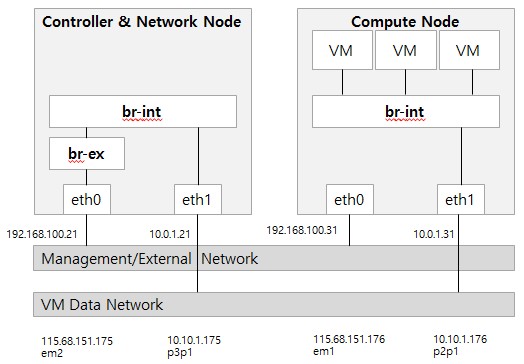 Controller & Network Node
Compute Node
VM
VM
VM
br-int
br-int
br-ex
eth0
eth1
eth0
eth1
192.168.100.21
10.0.1.21
192.168.100.31
10.0.1.31
Management/External Network
VM Data Network
115.68.151.175
em2
10.10.1.175
p3p1
115.68.151.176
em1
10.10.1.176
p2p1